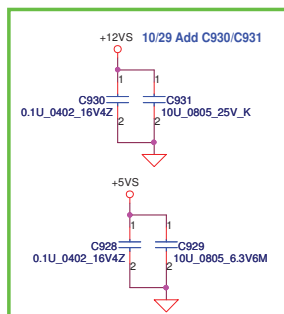 +12VS 10/29 Add C930/C931
1 1
C930 C931
0.1U_0402_16V4Z 10U_0805_25V_K
2 2
+5VS
1 1
C928 C929
0.1U_0402_16V4Z 10U_0805_6.3V6M
2 2